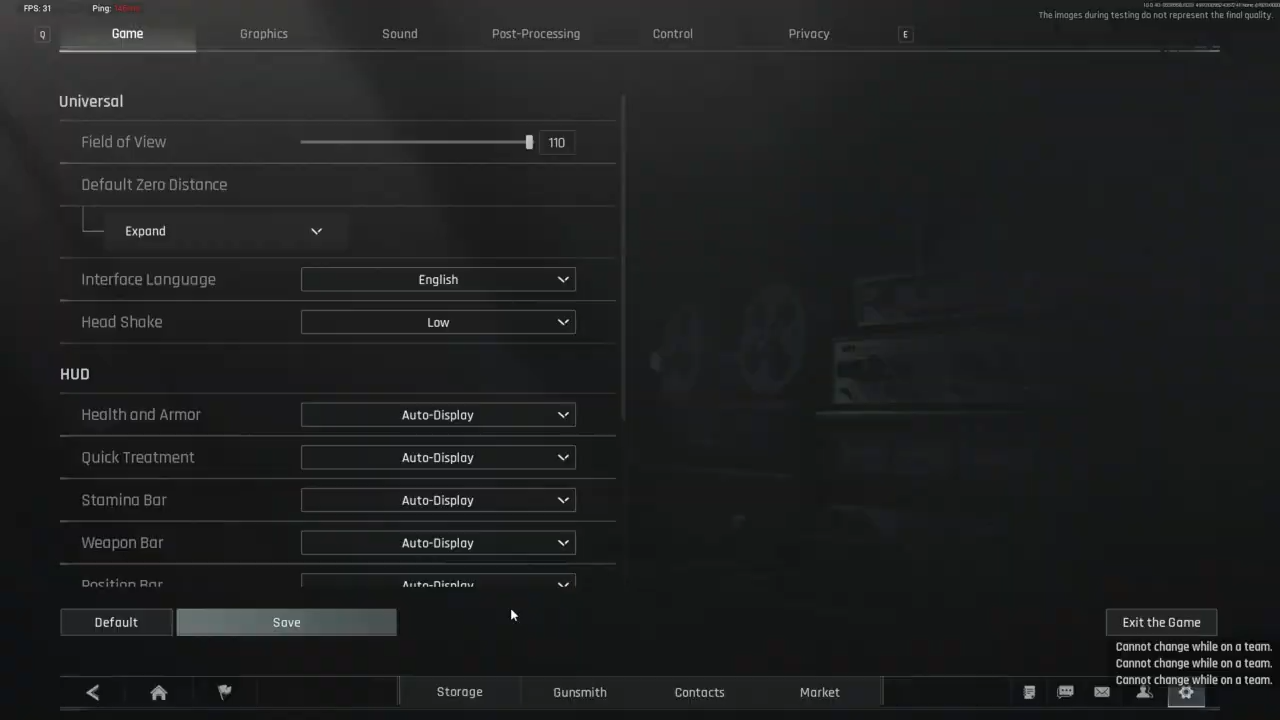 FPS: 31 Ping:
The images during testing do not represent the final quality.
Q Game Graphics Sound Post-Processing Control Privacy E
Universal
Field of View 110
Default Zero Distance
Expand
Interface Language English
Head Shake Low
HUD
Health and Armor Auto-Display
Quick Treatment Auto-Display
Stamina Bar Auto-Display
Weapon Bar Auto-Display
Position Bar Auto-Display
Default Save Exit the Game
Cannot change while on a team.
Cannot change while on a team.
Cannot change while on a team.
Storage Gunsmith Contacts Market